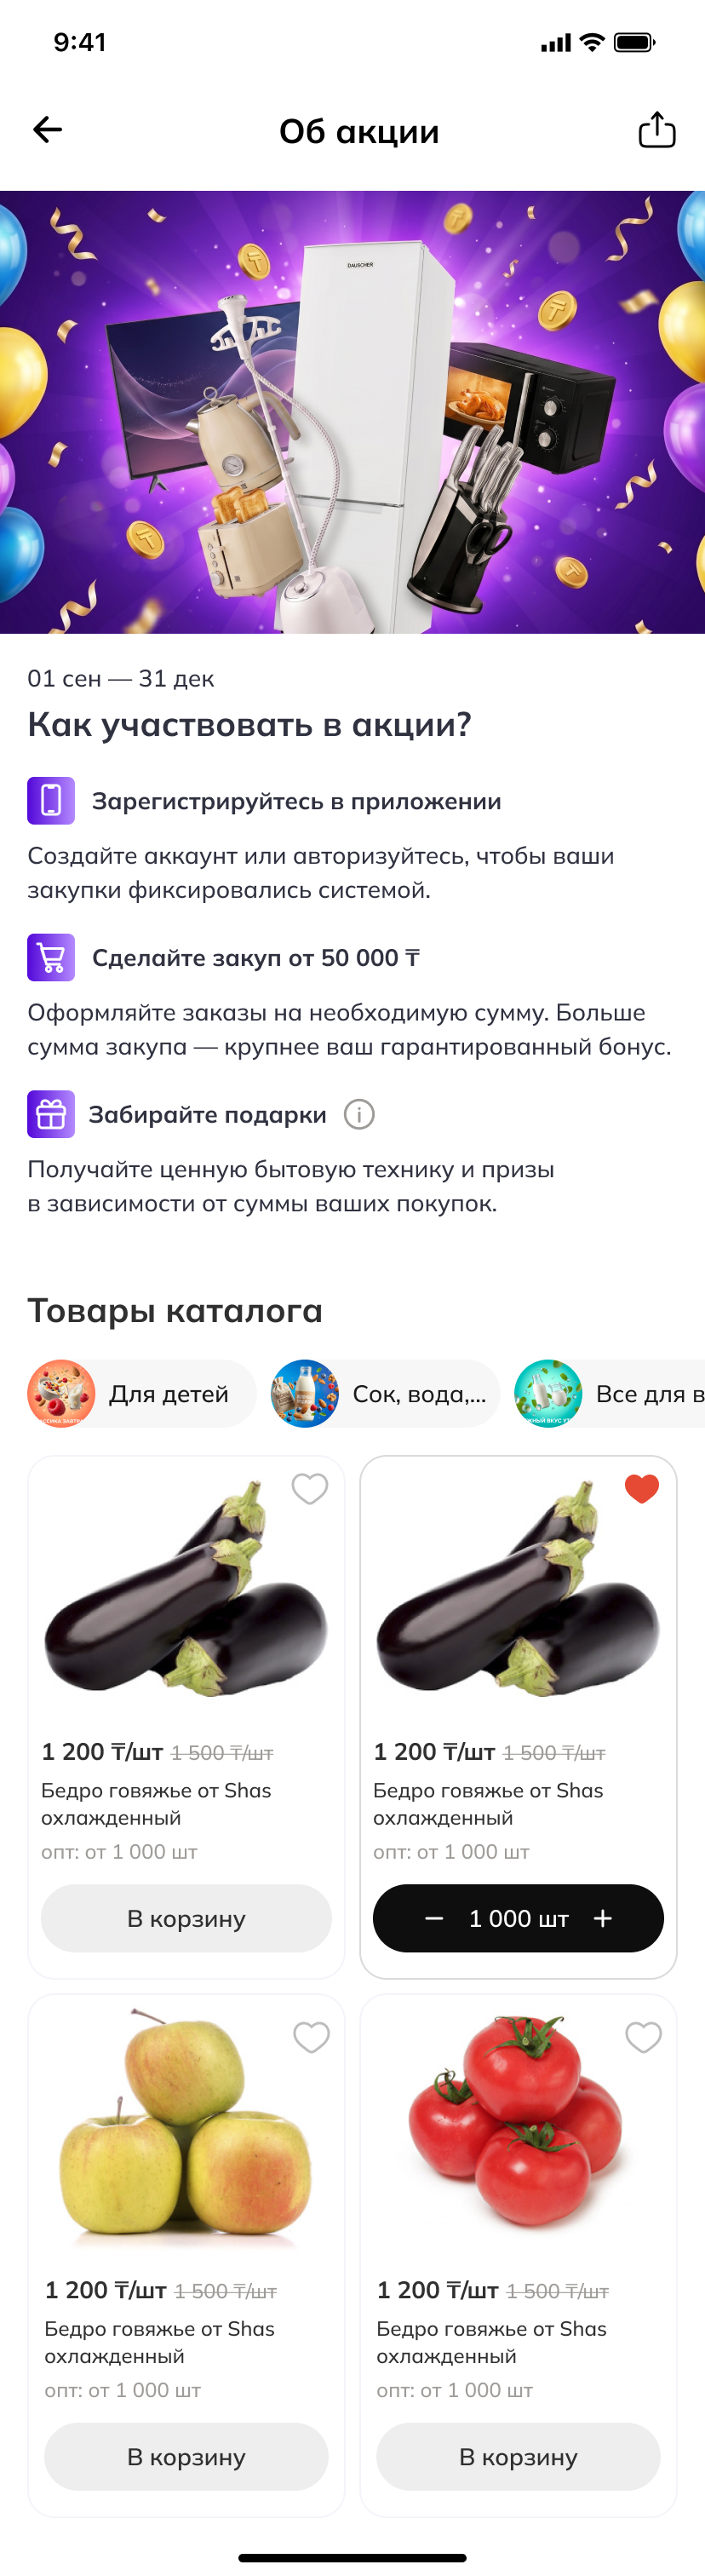 9:41
Об акции
DAUSCHER
01 сен — 31 дек
Как участвовать в акции?
Зарегистрируйтесь в приложении
Создайте аккаунт или авторизуйтесь, чтобы ваши
закупки фиксировались системой.
Сделайте закуп от 50 000 ₸
Оформляйте заказы на необходимую сумму. Больше
сумма закупа — крупнее ваш гарантированный бонус.
Забирайте подарки
Получайте ценную бытовую технику и призы
в зависимости от суммы ваших покупок.
Товары каталога
Для детей
Сок, вода,...
Все для в
1 200 ₸/шт 1 500 ₸/шт
Бедро говяжье от Shas
охлажденный
опт: от 1 000 шт
В корзину
1 200 ₸/шт 1 500 ₸/шт
Бедро говяжье от Shas
охлажденный
опт: от 1 000 шт
− 1 000 шт +
1 200 ₸/шт 1 500 ₸/шт
Бедро говяжье от Shas
охлажденный
опт: от 1 000 шт
В корзину
1 200 ₸/шт 1 500 ₸/шт
Бедро говяжье от Shas
охлажденный
опт: от 1 000 шт
В корзину